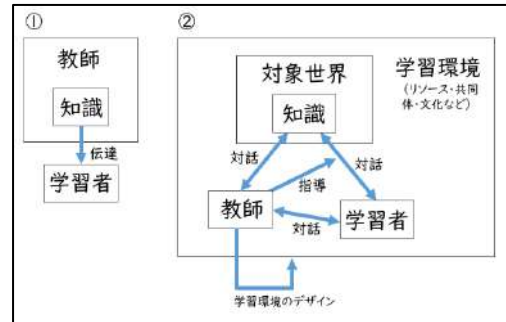 ①
教師
知識
伝達
学習者
②
学習環境
(リソース・共同
体・文化など)
対象世界
知識
対話
対話
指導
教師
学習者
対話
学習環境のデザイン